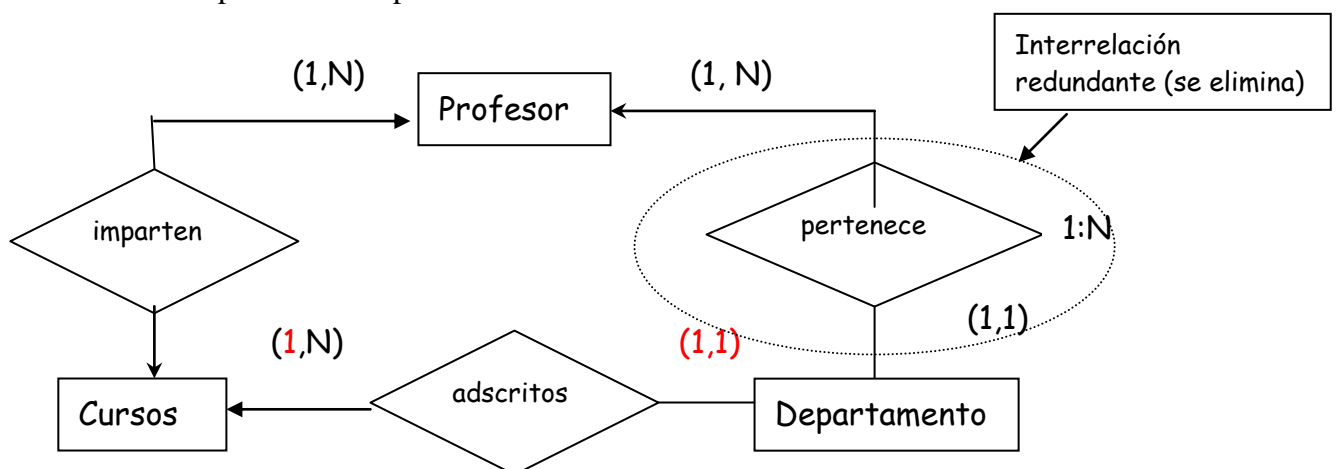 Interrelación
redundante (se elimina)
(1,N)
(1, N)
Profesor
imparten
pertenece
1:N
(1,1)
(1,N)
(1,1)
adscritos
Cursos
Departamento